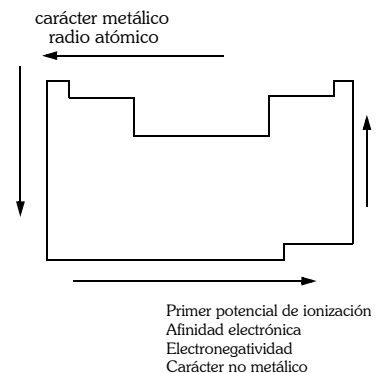 carácter metálico
radio atómico
Primer potencial de ionización
Afinidad electrónica
Electronegatividad
Carácter no metálico